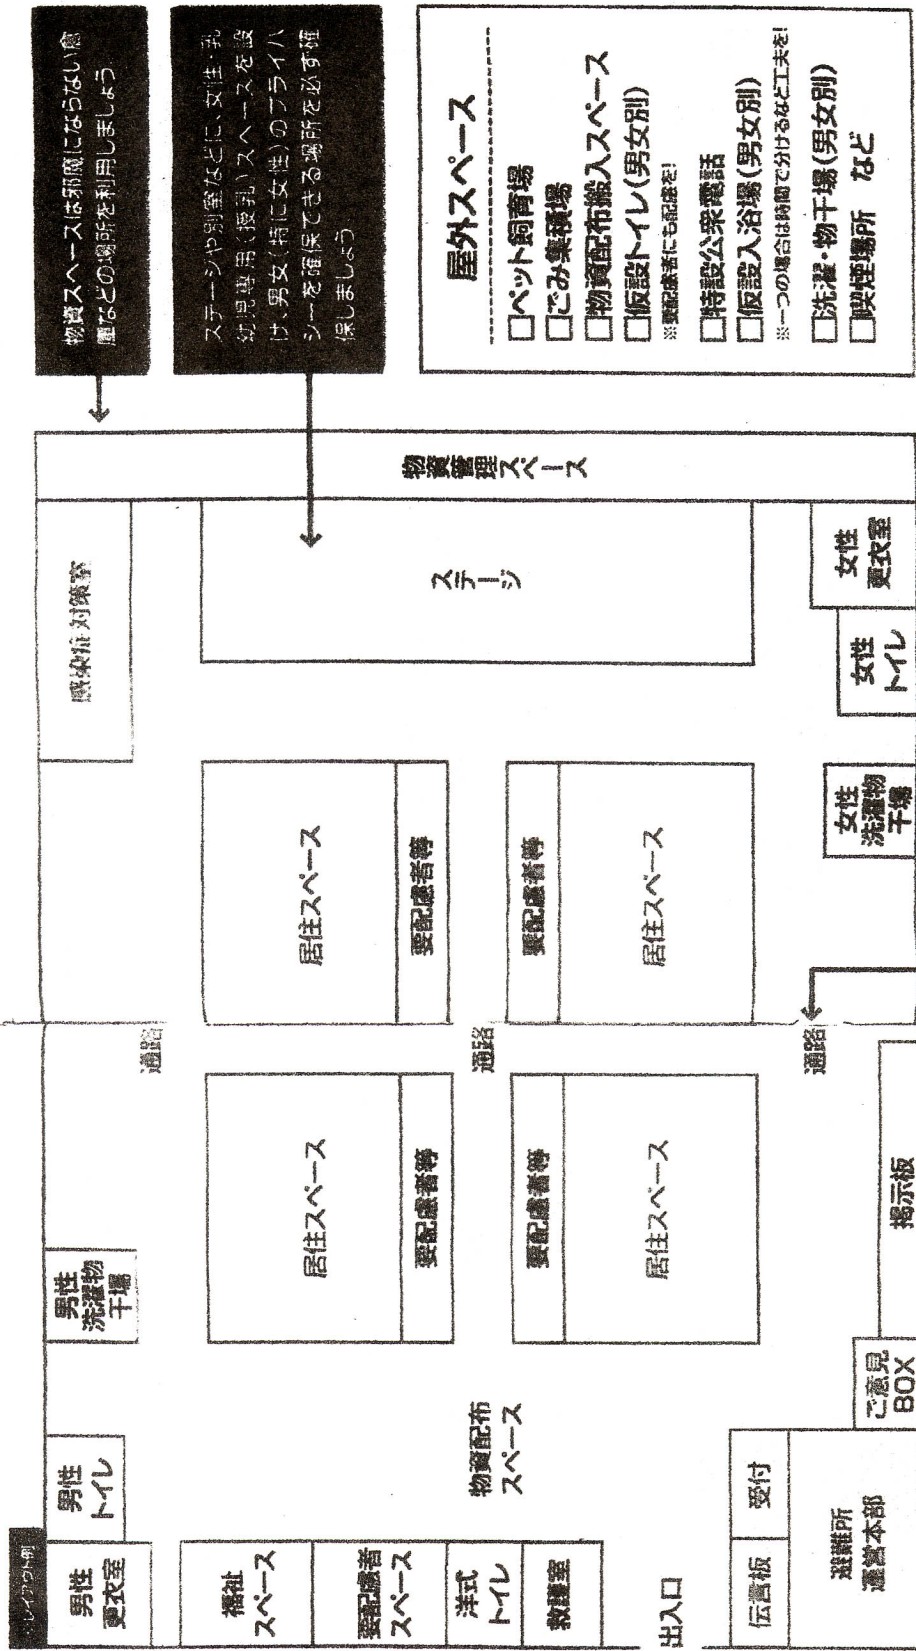 レイアウト例
男性
更衣室
男性
トイレ
男性
洗濯物
干場
感染症対策室
福祉
スペース
要配慮者
スペース
洋式
トイレ
救護室
出入口
物資配布
スペース
通路
居住スペース
要配慮者等
居住スペース
要配慮者等
通路
要配慮者等
居住スペース
要配慮者等
居住スペース
通路
ステージ
物資管理スペース
伝言板
受付
避難所
運営本部
ご意見
BOX
掲示板
女性
洗濯物
干場
女性
トイレ
女性
更衣室
物資スペースは邪魔にならない倉
庫などの場所を利用しましょう
ステージや別室などに、女性・乳
幼児専用(授乳)スペースを設
け、男女(特に女性)のプライバ
シーを確保できる場所を必ず確
保しましょう
屋外スペース
□ペット飼育場
□ごみ集積場
□物資配布搬入スペース
□仮設トイレ(男女別)
※要配慮者にも配慮を!
□特設公衆電話
□仮設入浴場(男女別)
※一つの場合は時間で分けるなど工夫を!
□洗濯・物干場(男女別)
□喫煙場所 など